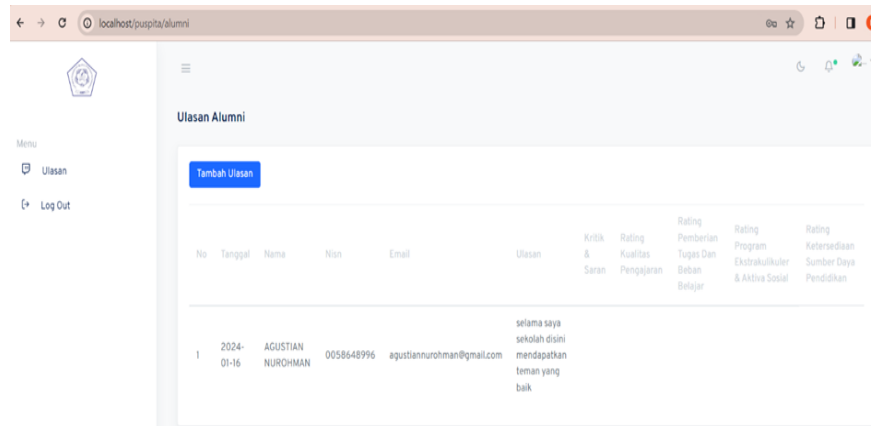 localhost/puspita/alumni
Ulasan Alumni
Menu
Ulasan
Log Out
Tambah Ulasan
No Tanggal Nama Nisn Email Ulasan Kritik & Saran Rating Kualitas Pengajaran Rating Pemberian Tugas Dan Beban Belajar Rating Program Ekstrakulikuler & Aktiva Sosial Rating Ketersediaan Sumber Daya Pendidikan
1 2024-01-16 AGUSTIAN NUROHMAN 0058648996 agustiannurohman@gmail.com selama saya sekolah disini mendapatkan teman yang baik